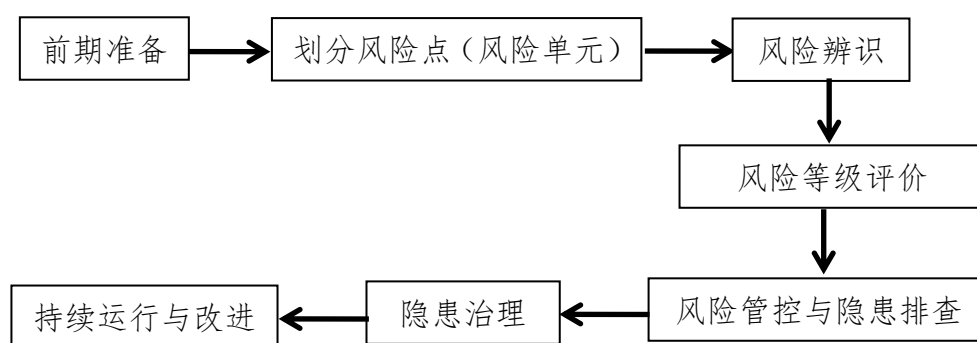 前期准备
划分风险点（风险单元）
风险辨识
风险等级评价
风险管控与隐患排查
隐患治理
持续运行与改进